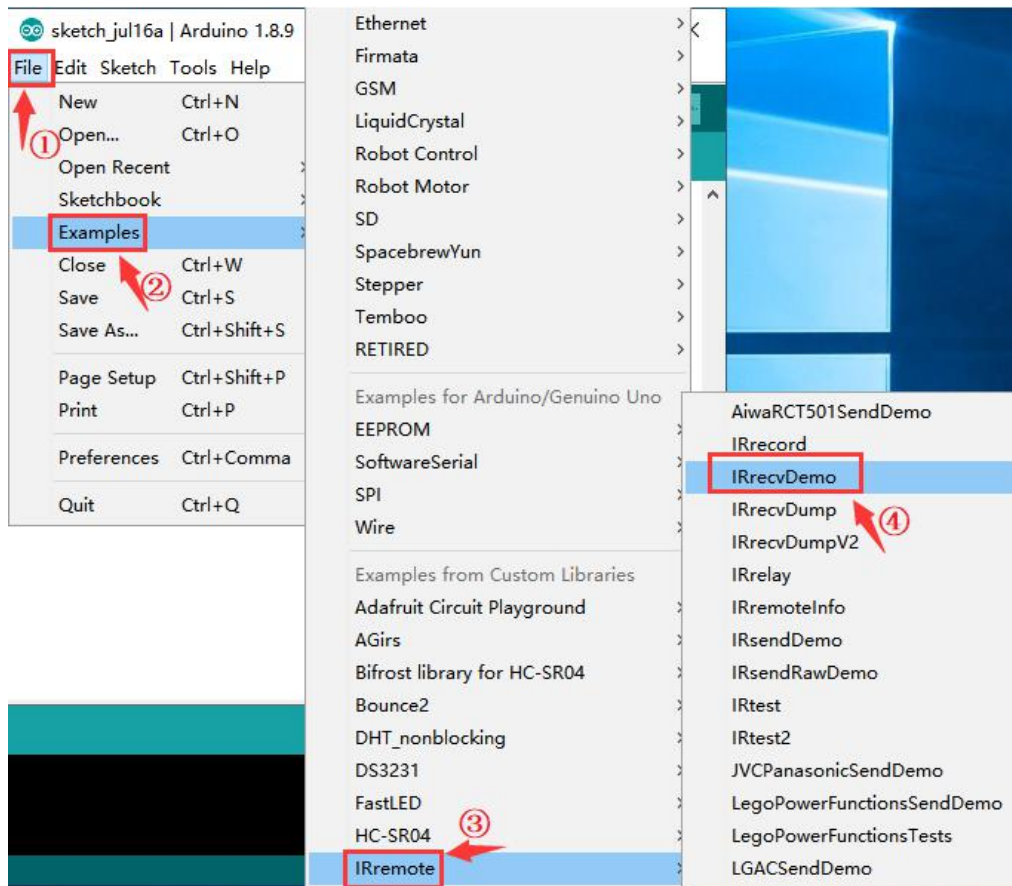 sketch_jul16a | Arduino 1.8.9
File Edit Sketch Tools Help
①
New Ctrl+N
Open... Ctrl+O
Open Recent
Sketchbook
Examples
②
Close Ctrl+W
Save Ctrl+S
Save As... Ctrl+Shift+S
Page Setup Ctrl+Shift+P
Print Ctrl+P
Preferences Ctrl+Comma
Quit Ctrl+Q
Ethernet
Firmata
GSM
LiquidCrystal
Robot Control
Robot Motor
SD
SpacebrewYun
Stepper
Temboo
RETIRED
Examples for Arduino/Genuino Uno
EEPROM
SoftwareSerial
SPI
Wire
Examples from Custom Libraries
Adafruit Circuit Playground
AGirs
Bifrost library for HC-SR04
Bounce2
DHT_nonblocking
DS3231
FastLED
HC-SR04
③
IRremote
AiwaRCT501SendDemo
IRrecord
IRrecvDemo
④
IRrecvDump
IRrecvDumpV2
IRrelay
IRremoteInfo
IRsendDemo
IRsendRawDemo
IRtest
IRtest2
JVCPanasonicSendDemo
LegoPowerFunctionsSendDemo
LegoPowerFunctionsTests
LGACSendDemo